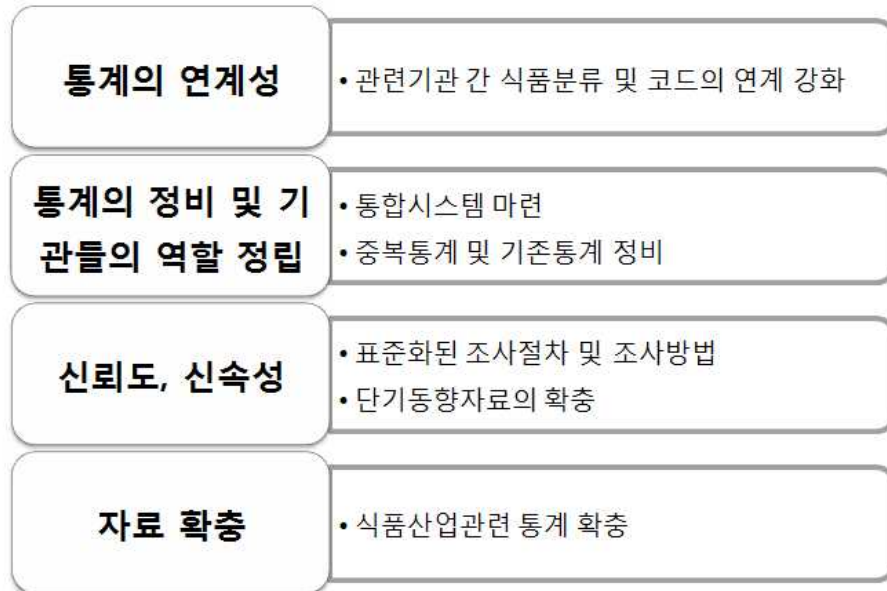 통계의 연계성
• 관련기관 간 식품분류 및 코드의 연계 강화
통계의 정비 및 기
관들의 역할 정립
• 통합시스템 마련
• 중복통계 및 기존통계 정비
신뢰도, 신속성
• 표준화된 조사절차 및 조사방법
• 단기동향자료의 확충
자료 확충
• 식품산업관련 통계 확충